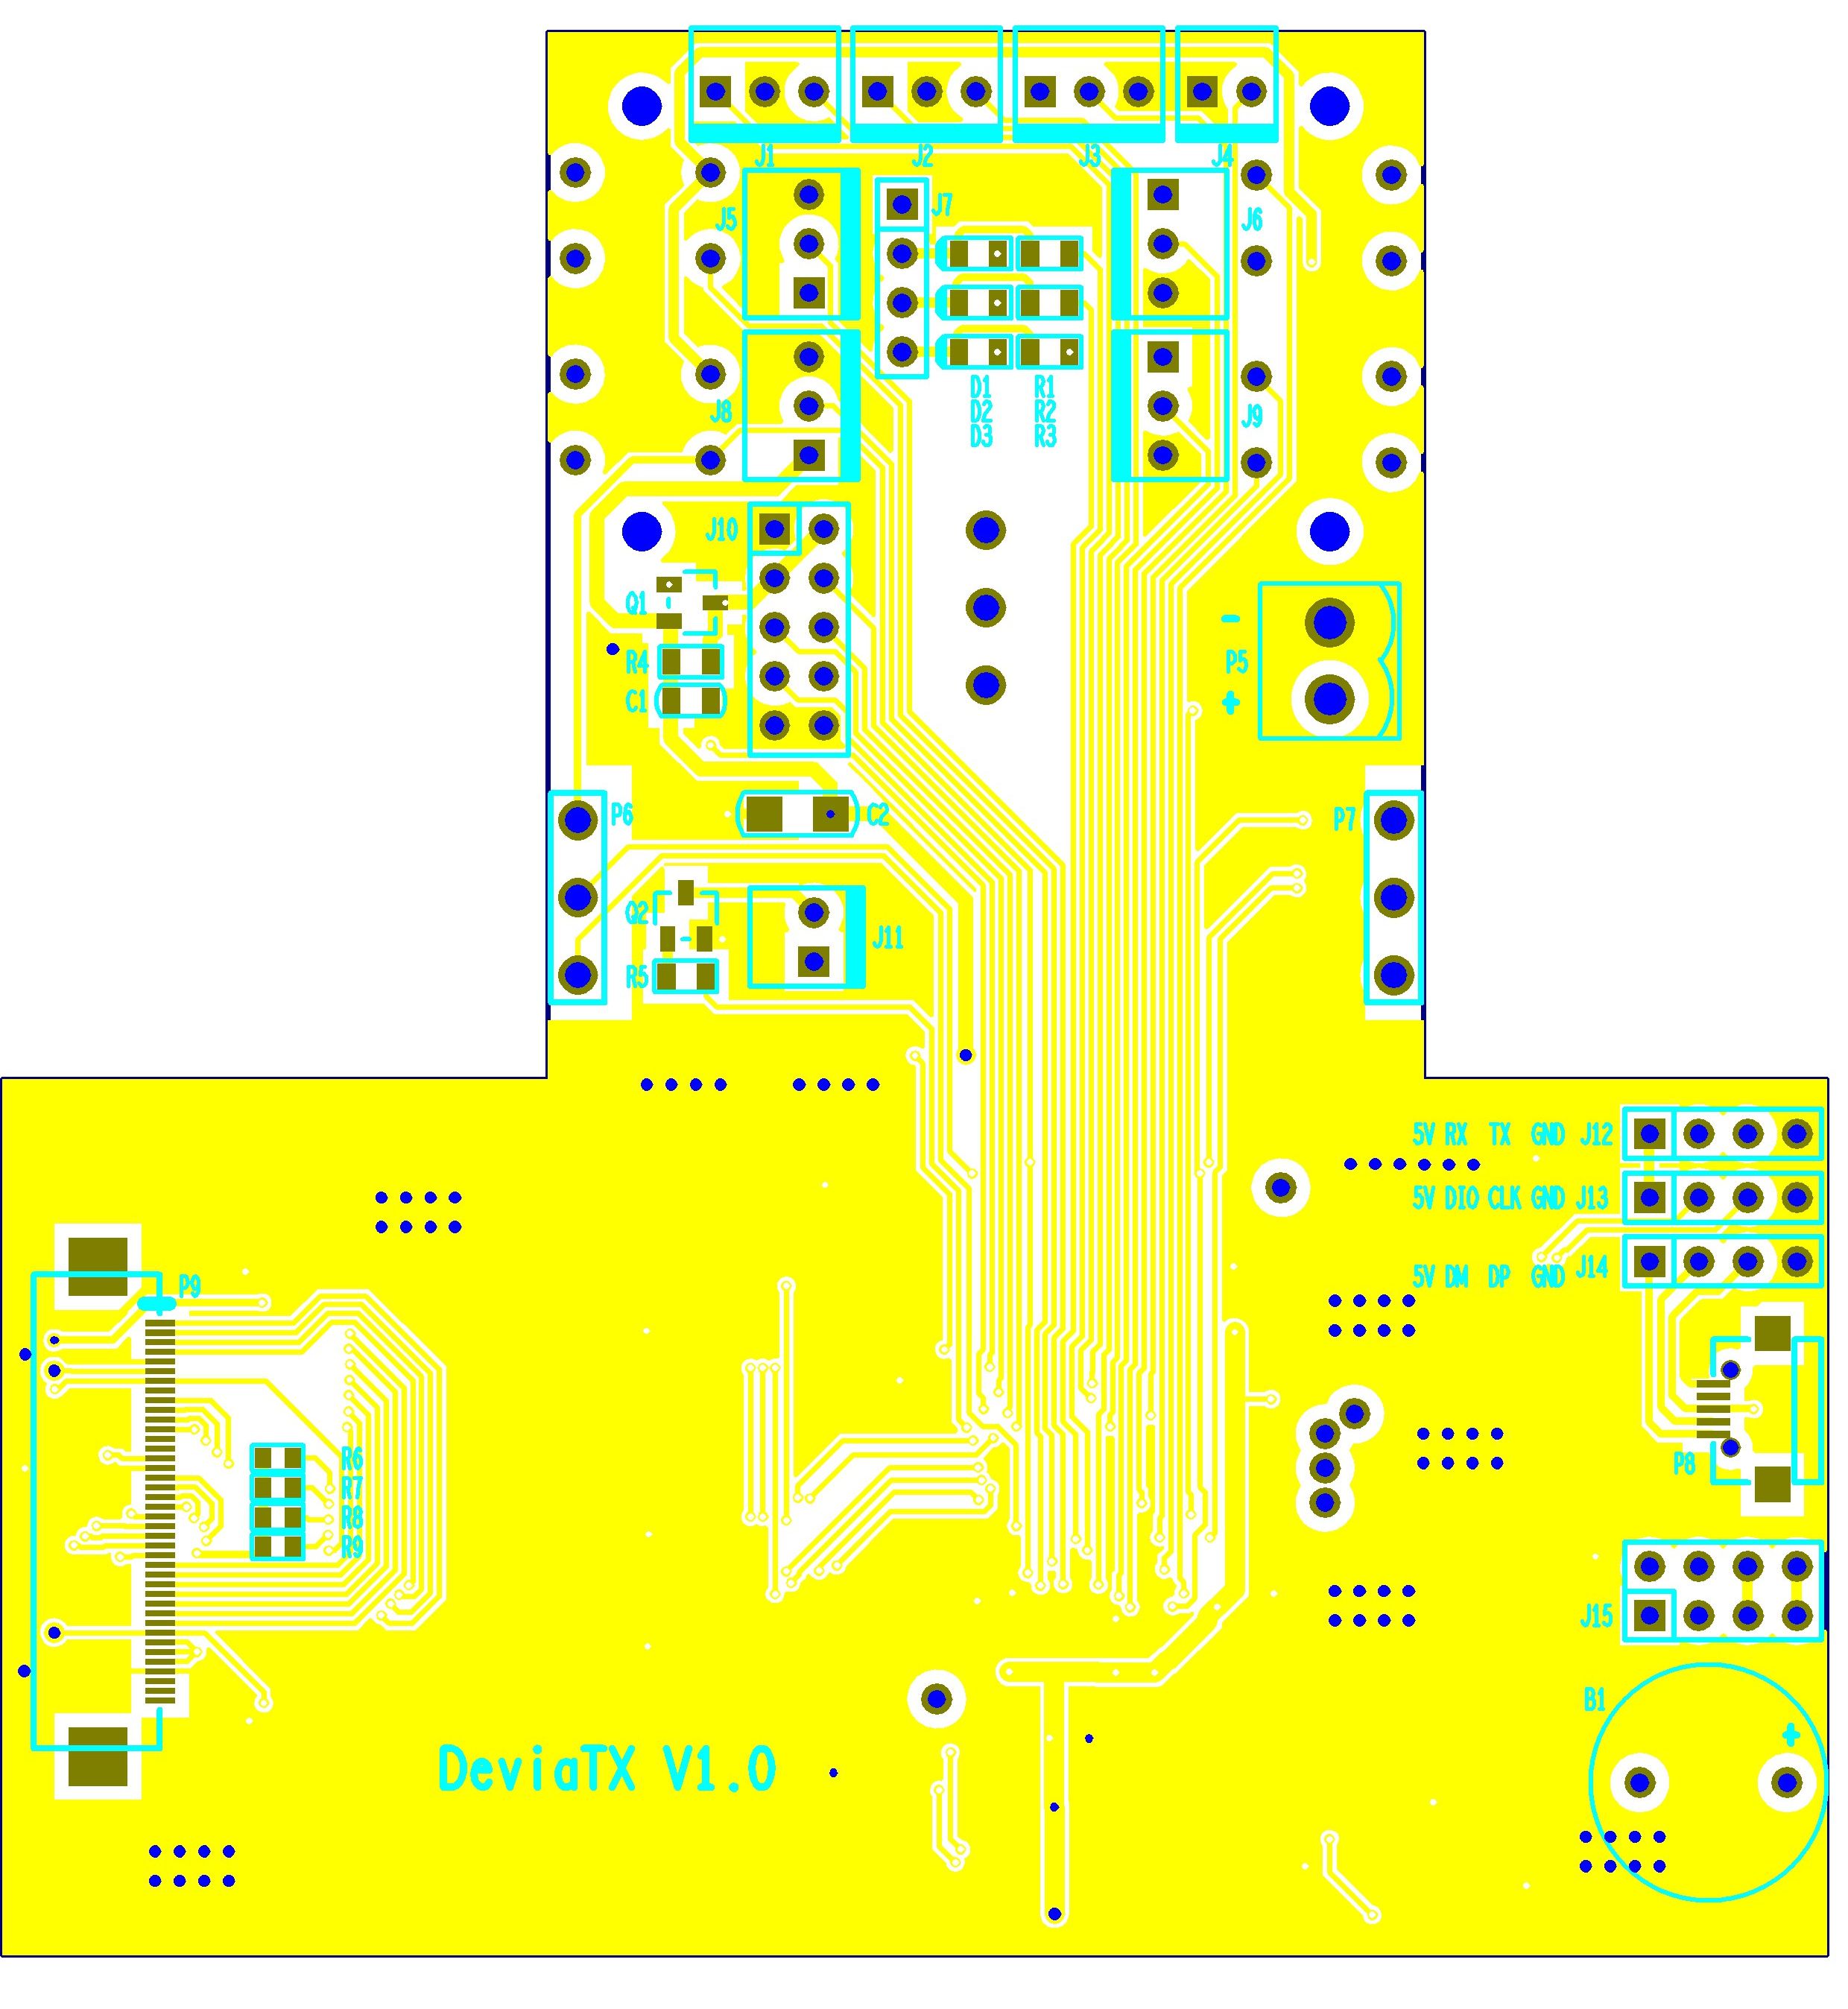 J1 J2 J3 J4
J5 J7 J6
D1 R1
J8 D2 R2 J9
D3 R3
J10
Q1 -
R4 P5
C1 +
P6 C2 P7
Q2 J11
R5
5V RX TX GND J12
5V DIO CLK GND J13
5V DM DP GND J14
P9
R6 P8
R7
R8
R9
J15
B1
+
DeviaTX V1.0